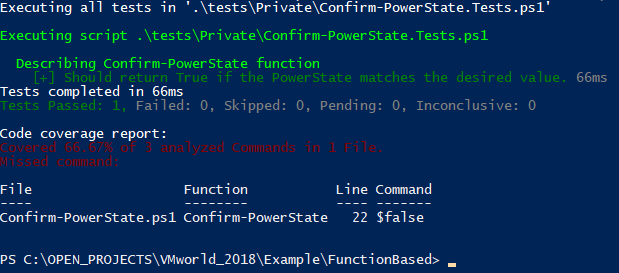 Executing all tests in '.\tests\Private\Confirm-PowerState.Tests.ps1'
Executing script .\tests\Private\Confirm-PowerState.Tests.ps1
Describing Confirm-PowerState function
[+] Should return True if the PowerState matches the desired value. 66ms
Tests completed in 66ms
Tests Passed: 1, Failed: 0, Skipped: 0, Pending: 0, Inconclusive: 0
Code coverage report:
Covered 66.67% of 3 analyzed Commands in 1 File.
Missed command:
File Function Line Command
---- -------- ---- -------
Confirm-PowerState.ps1 Confirm-PowerState 22 $false
PS C:\OPEN_PROJECTS\VMworld_2018\Example\FunctionBased> _